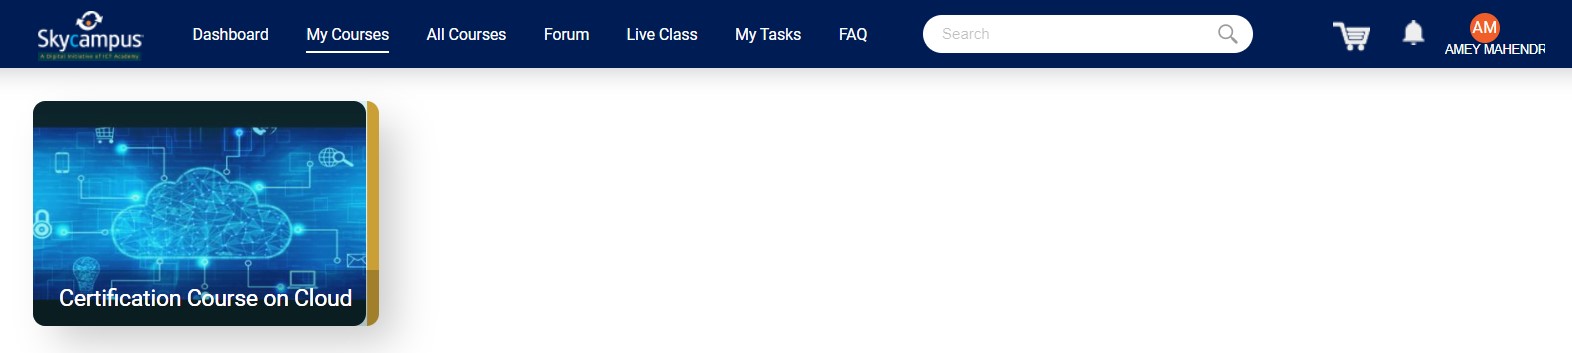 Skycampus
A Digital Initiative of ICT Academy
Dashboard
My Courses
All Courses
Forum
Live Class
My Tasks
FAQ
Search
AM
AMEY MAHENDR
Certification Course on Cloud